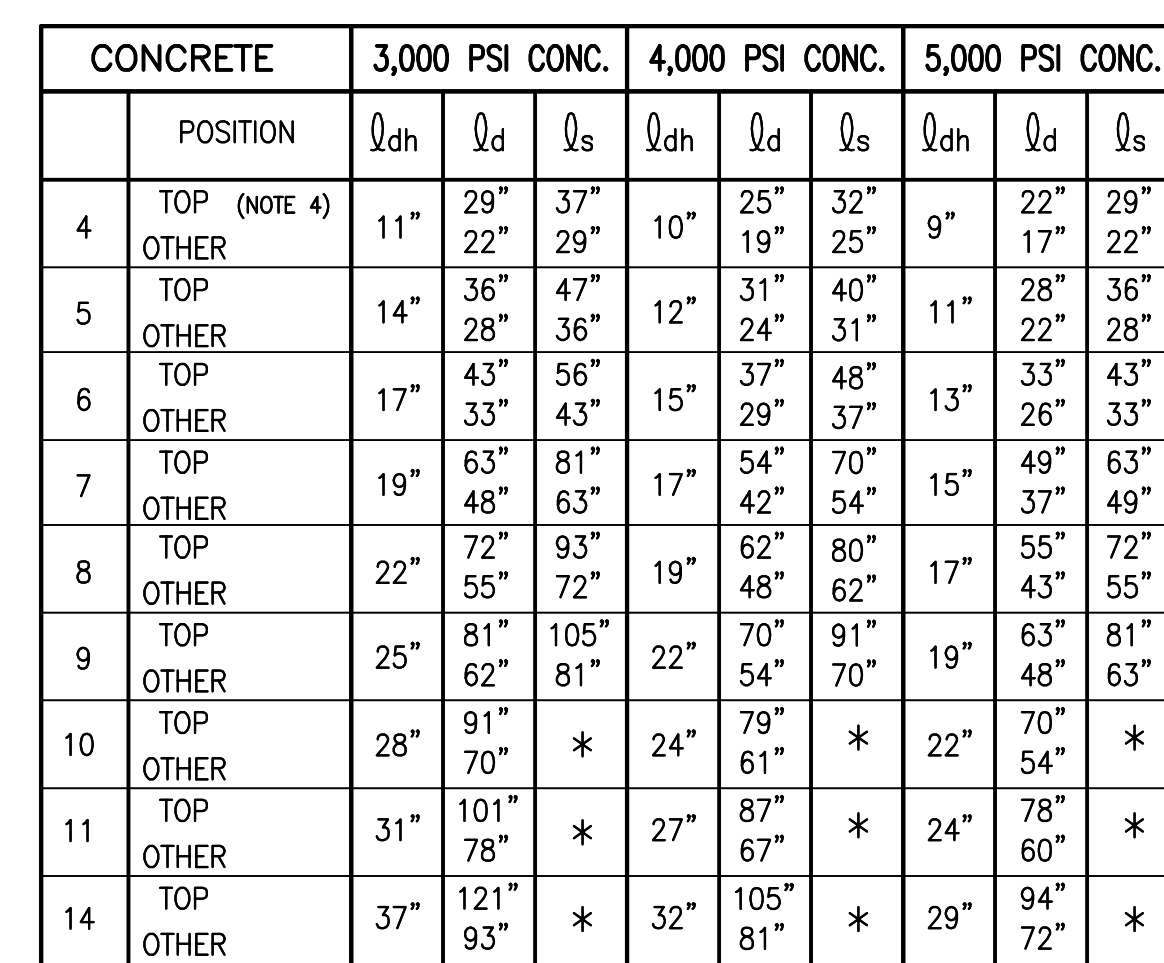 CONCRETE 3,000 PSI CONC. 4,000 PSI CONC. 5,000 PSI CONC.
POSITION ℓdh ℓd ℓs ℓdh ℓd ℓs ℓdh ℓd ℓs
4 TOP (NOTE 4) 11” 29” 37” 10” 25” 32” 9” 22” 29”
OTHER 22” 29” 19” 25” 17” 22”
5 TOP 14” 36” 47” 12” 31” 40” 11” 28” 36”
OTHER 28” 36” 24” 31” 22” 28”
6 TOP 17” 43” 56” 15” 37” 48” 13” 33” 43”
OTHER 33” 43” 29” 37” 26” 33”
7 TOP 19” 63” 81” 17” 54” 70” 15” 49” 63”
OTHER 48” 63” 42” 54” 37” 49”
8 TOP 22” 72” 93” 19” 62” 80” 17” 55” 72”
OTHER 55” 72” 48” 62” 43” 55”
9 TOP 25” 81” 105” 22” 70” 91” 19” 63” 81”
OTHER 62” 81” 54” 70” 48” 63”
10 TOP 28” 91” * 24” 79” * 22” 70” *
OTHER 70” 61” 54”
11 TOP 31” 101” * 27” 87” * 24” 78” *
OTHER 78” 67” 60”
14 TOP 37” 121” * 32” 105” * 29” 94” *
OTHER 93” 81” 72”